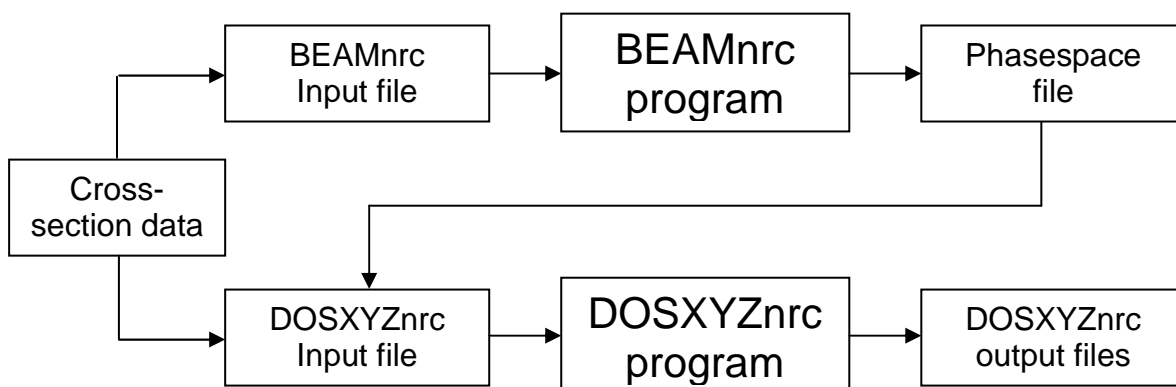 BEAMnrc
Input file
BEAMnrc
program
Phasespace
file
Cross-
section data
DOSXYZnrc
Input file
DOSXYZnrc
program
DOSXYZnrc
output files